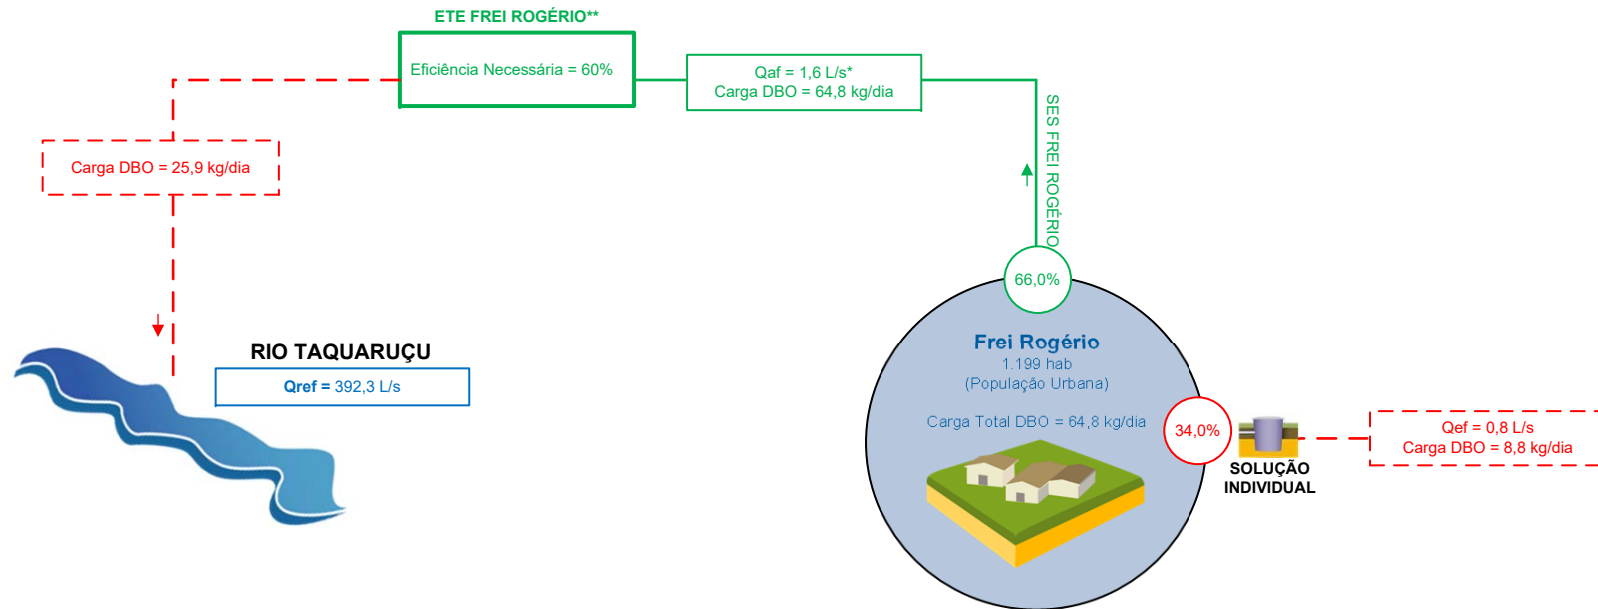 ETE FREI ROGÉRIO**
Eficiência Necessária = 60%
Qaf = 1,6 L/s*
Carga DBO = 64,8 kg/dia
SES FREI ROGÉRIO
Carga DBO = 25,9 kg/dia
RIO TAQUARUÇU
Qref = 392,3 L/s
66,0%
Frei Rogério
1.199 hab
(População Urbana)
Carga Total DBO = 64,8 kg/dia
34,0%
SOLUÇÃO
INDIVIDUAL
Qef = 0,8 L/s
Carga DBO = 8,8 kg/dia